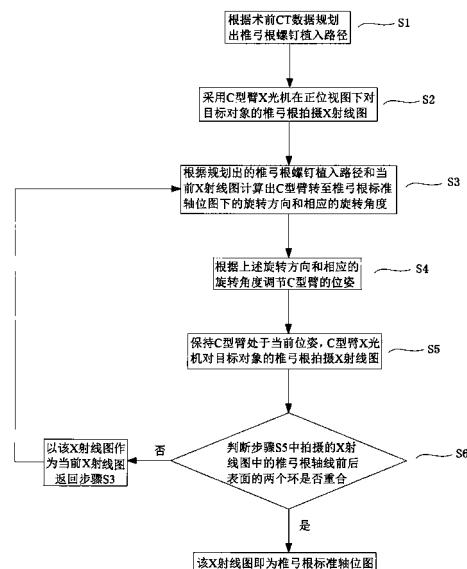 根据术前CT数据规划
出椎弓根螺钉植入路径
S1
采用C型臂X光机在正位视图下对
目标对象的椎弓根拍摄X射线图
S2
根据规划出的椎弓根螺钉植入路径和当
前X射线图计算出C型臂转至椎弓根标准
轴位图下的旋转方向和相应的旋转角度
S3
根据上述旋转方向和相应的
旋转角度调节C型臂的位姿
S4
保持C型臂处于当前位姿，C型臂X光
机对目标对象的椎弓根拍摄X射线图
S5
判断步骤S5中拍摄的X射
线图中的椎弓根轴线前后
表面的两个环是否重合
S6
否
以该X射线图作
为当前X射线图
返回步骤S3
是
该X射线图即为椎弓根标准轴位图